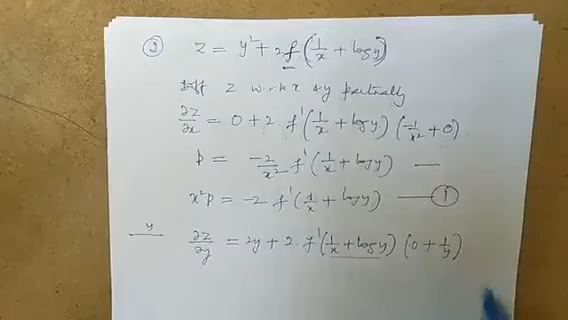 ③ z = y² + 2f(1/x + log y)
Diff z w.r.t x & y partially
∂z/∂x = 0 + 2. f'(1/x + log y) (-1/x² + 0)
p = -2/x² f'(1/x + log y) —
x²p = -2 f'(1/x + log y) — ①
y
∂z/∂y = 2y + 2. f'(1/x + log y) (0 + 1/y)